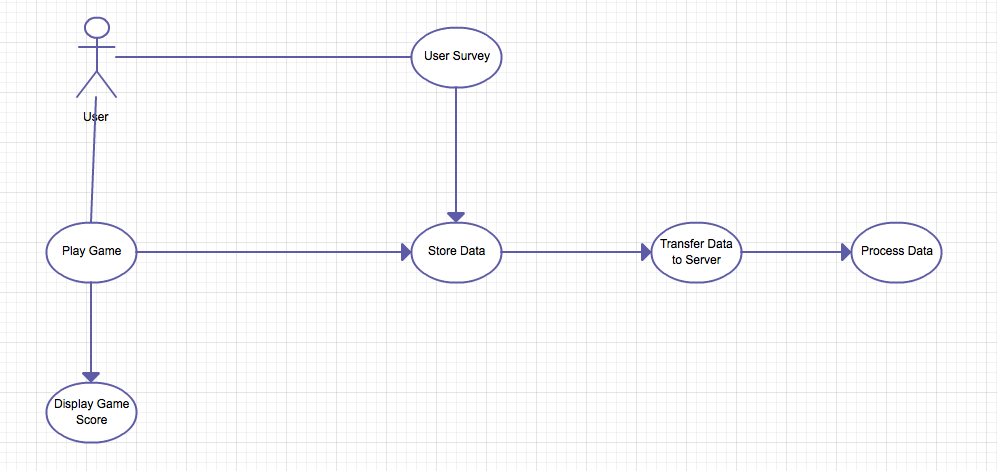 User Survey
User
Play Game
Store Data
Transfer Data
to Server
Process Data
Display Game
Score